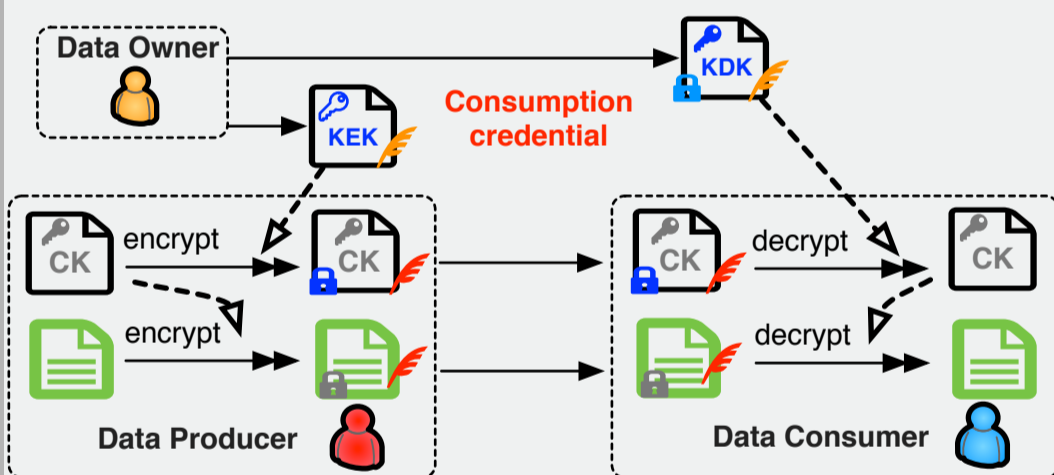 Data Owner
KDK
Consumption
credential
KEK
CK
encrypt
CK
CK
decrypt
CK
encrypt
decrypt
Data Producer
Data Consumer